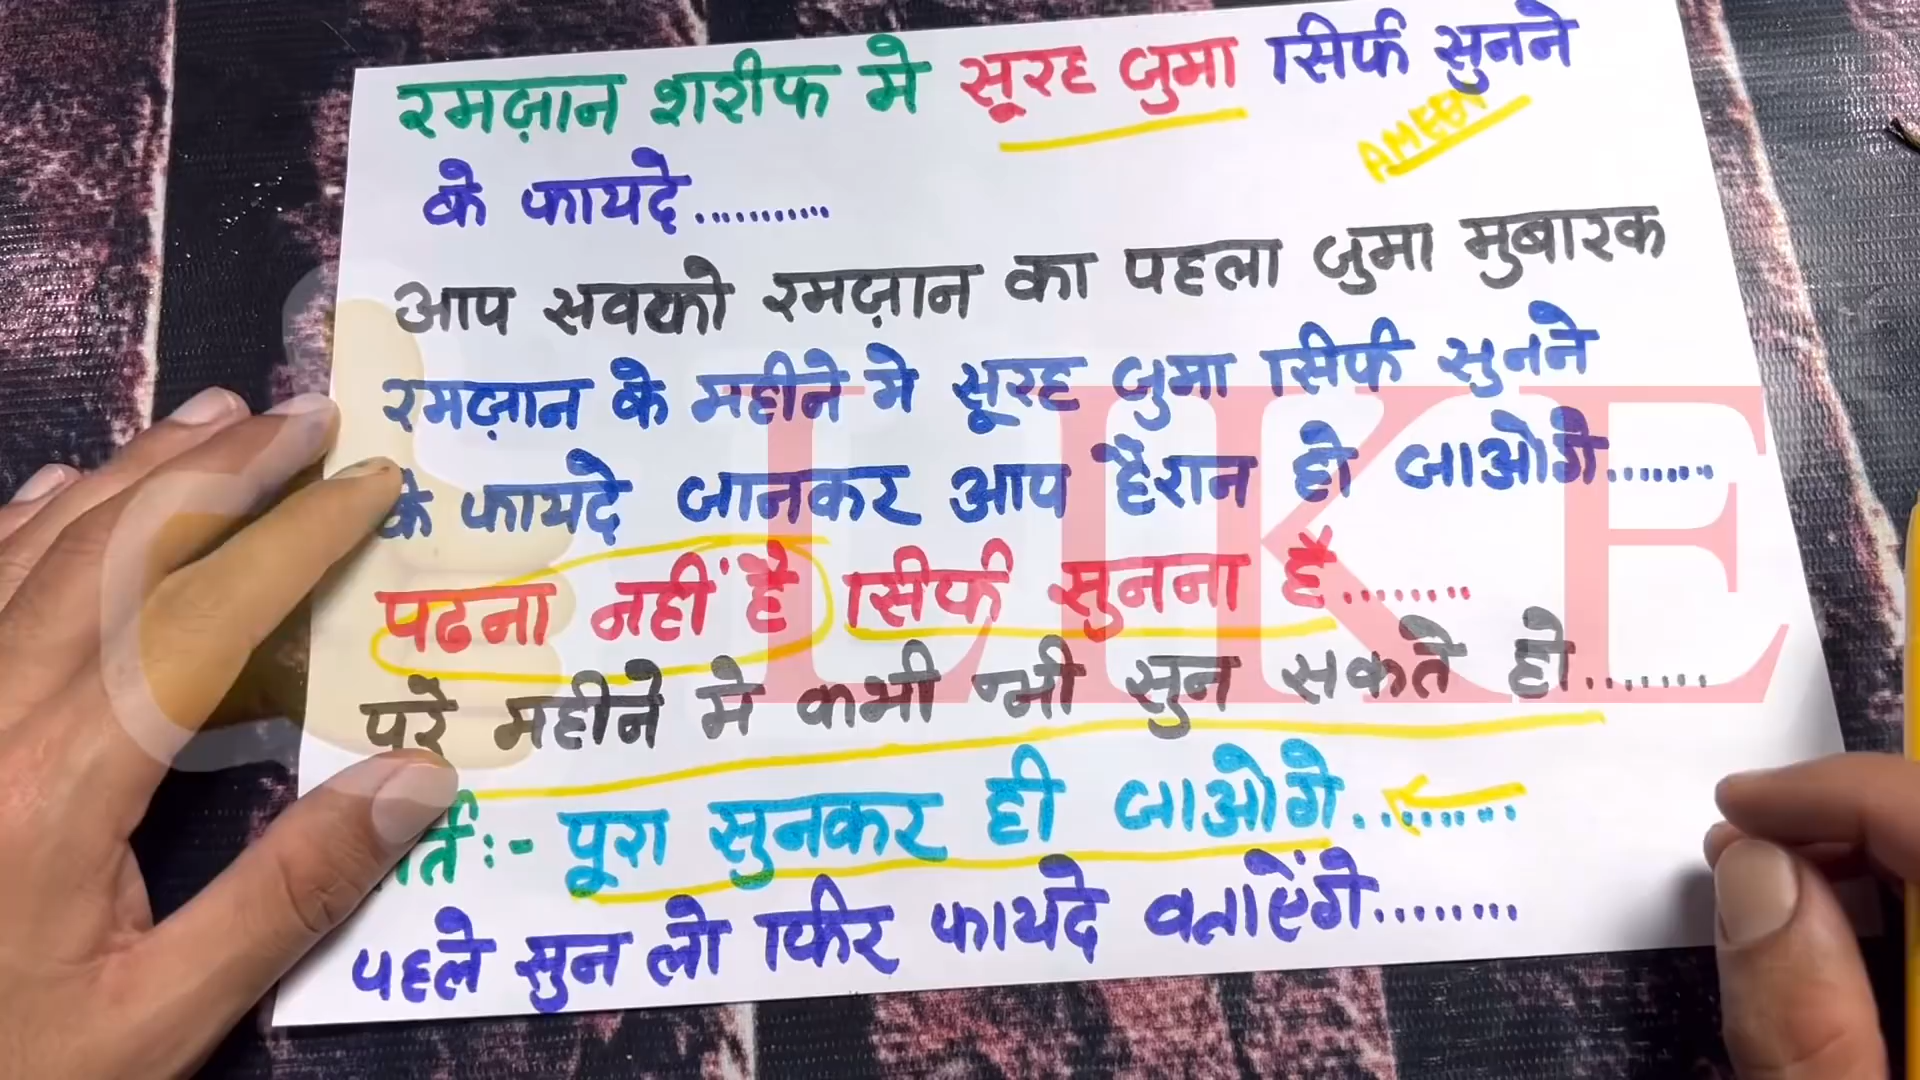 रमज़ान शरीफ मे सूरह जुमा सिर्फ सुनने
के फायदे...........
आप सबको रमज़ान का पहला जुमा मुबारक
रमज़ान के महीने मे सूरह जुमा सिर्फ सुनने
के फायदे जानकर आप हैरान हो जाओगे.......
पढना नहीं है सिर्फ सुनना है.......
पूरे महीने मे कभी भी सुन सकते हो.......
:- पूरा सुनकर ही जाओगे........
पहले सुन लो फिर फायदे बताएंगे........
LIKE